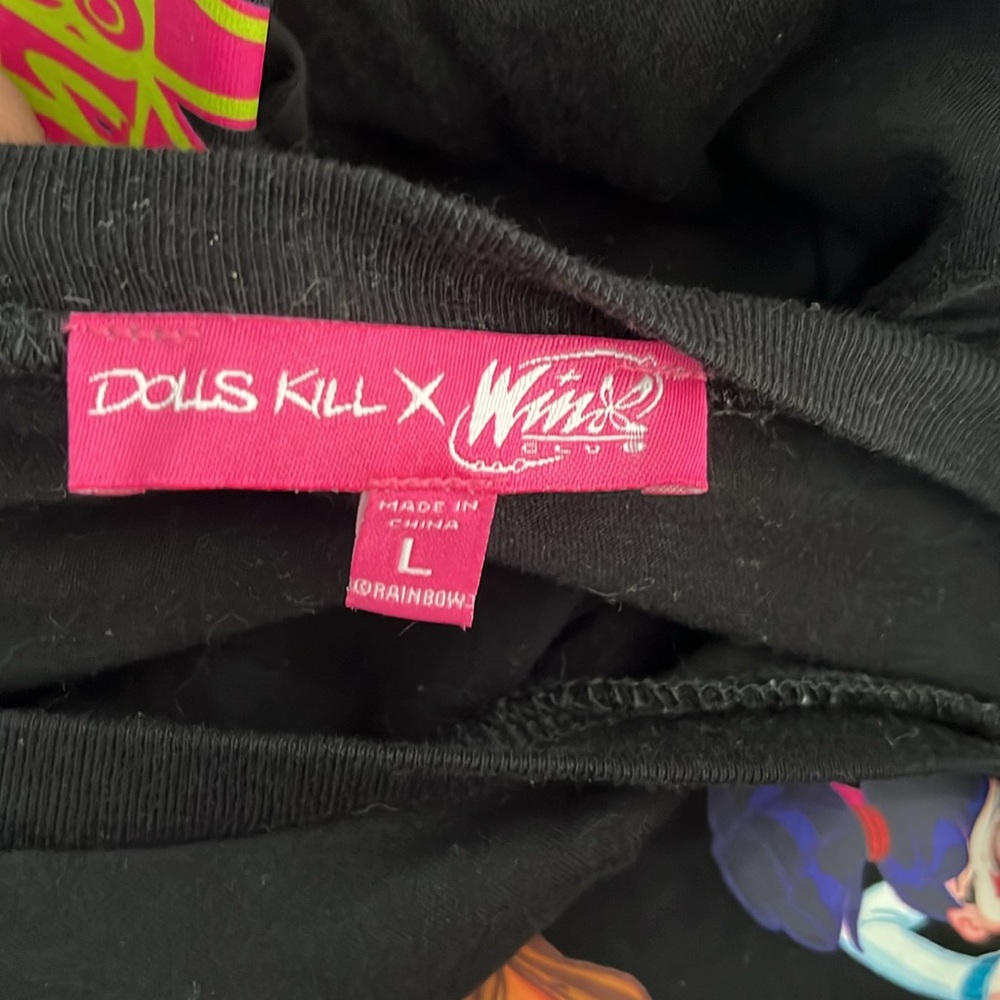 DOLLS KILL X Winx
CLUB
MADE IN
CHINA
L
©RAINBOW